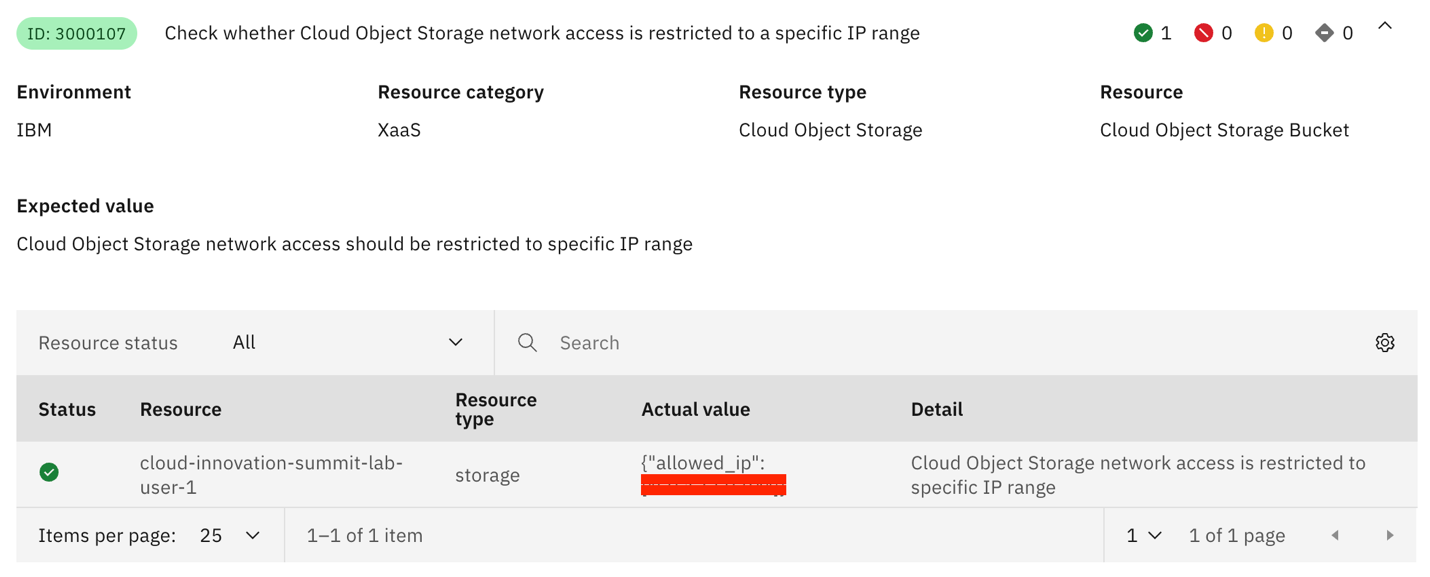 ID: 3000107 Check whether Cloud Object Storage network access is restricted to a specific IP range 1 0 0 0
Environment Resource category Resource type Resource
IBM XaaS Cloud Object Storage Cloud Object Storage Bucket
Expected value
Cloud Object Storage network access should be restricted to specific IP range
Resource status All Search
Status Resource Resource type Actual value Detail
cloud-innovation-summit-lab-
user-1
storage
{"allowed_ip":
Cloud Object Storage network access is restricted to
specific IP range
Items per page: 25 1–1 of 1 item 1 1 of 1 page